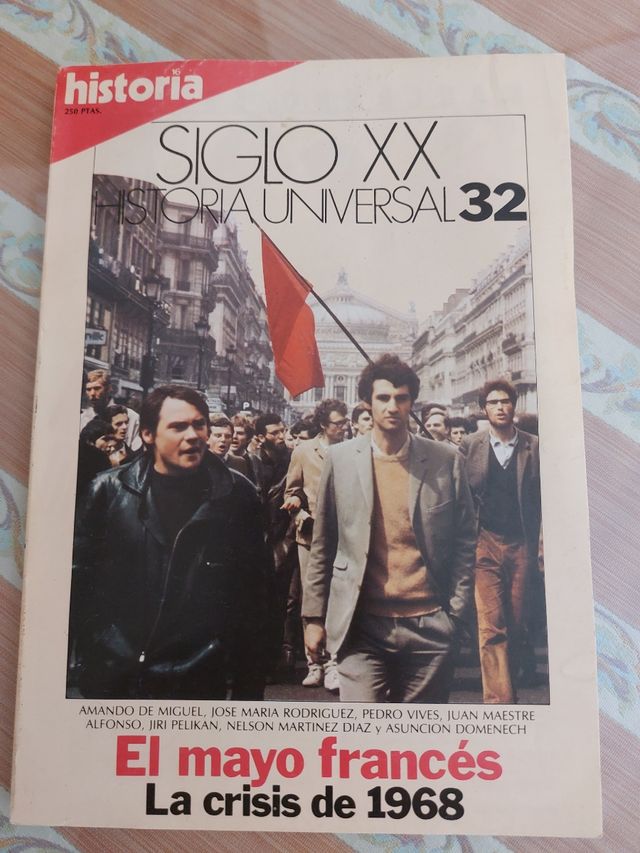 16
historia
250 PTAS.
SIGLO XX
HISTORIA UNIVERSAL 32
AMANDO DE MIGUEL, JOSE MARIA RODRIGUEZ, PEDRO VIVES, JUAN MAESTRE
ALFONSO, JIRI PELIKAN, NELSON MARTINEZ DIAZ y ASUNCION DOMENECH
El mayo francés
La crisis de 1968